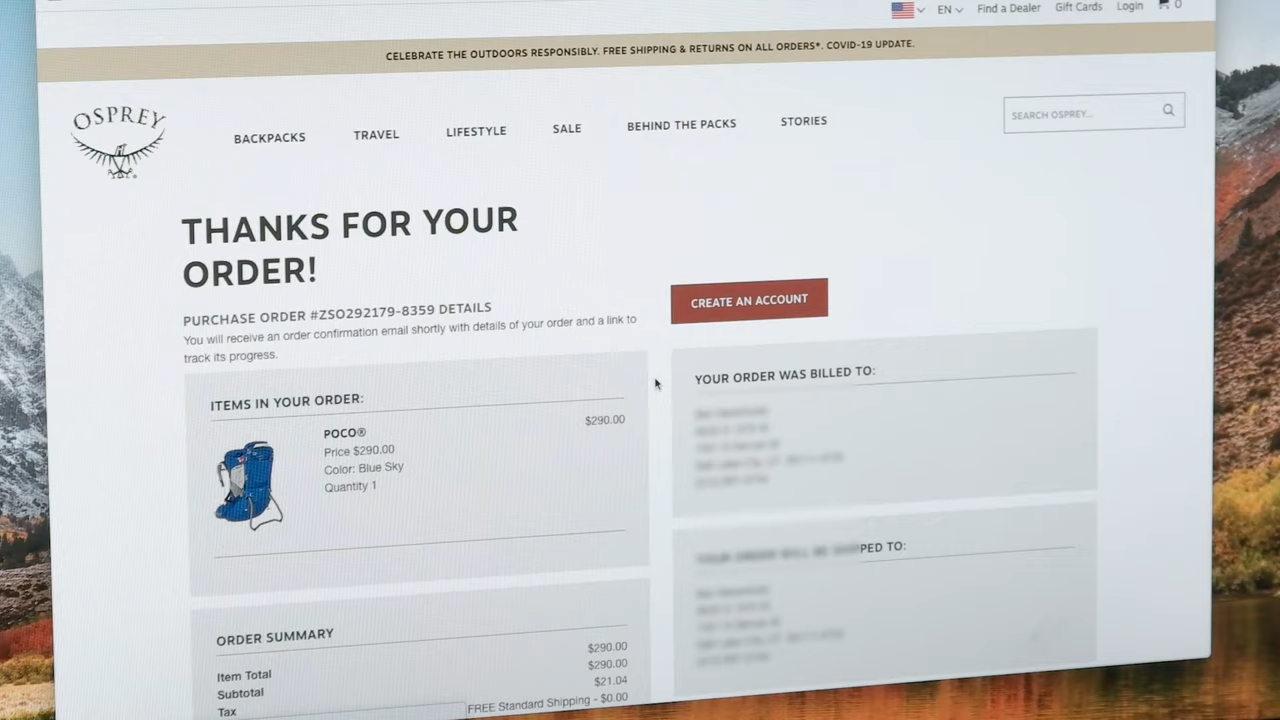 EN
Find a Dealer
Gift Cards
Login
0
CELEBRATE THE OUTDOORS RESPONSIBLY. FREE SHIPPING & RETURNS ON ALL ORDERS*. COVID-19 UPDATE.
OSPREY
BACKPACKS
TRAVEL
LIFESTYLE
SALE
BEHIND THE PACKS
STORIES
SEARCH OSPREY...
THANKS FOR YOUR
ORDER!
PURCHASE ORDER #ZSO292179-8359 DETAILS
You will receive an order confirmation email shortly with details of your order and a link to
track its progress.
CREATE AN ACCOUNT
ITEMS IN YOUR ORDER:
POCO®
$290.00
Price $290.00
Color: Blue Sky
Quantity 1
YOUR ORDER WAS BILLED TO:
PED TO:
ORDER SUMMARY
Item Total $290.00
Subtotal $290.00
Tax $21.04
FREE Standard Shipping - $0.00